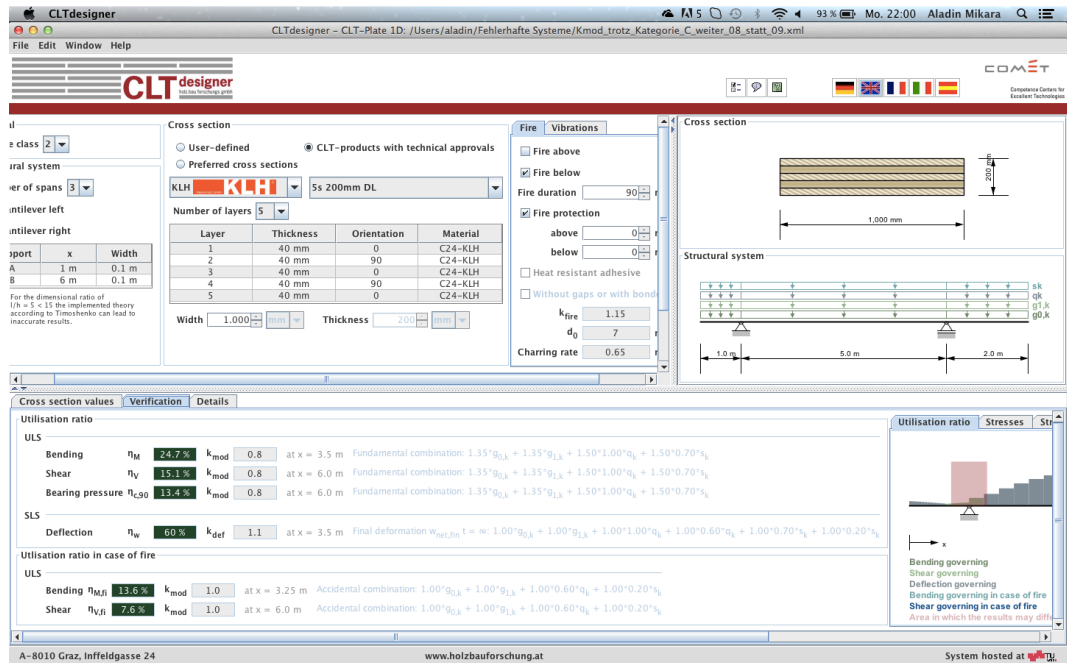 CLTdesigner 5 93% Mo. 22:00 Aladin Mikara
CLTdesigner - CLT-Plate 1D: /Users/aladin/Fehlerhafte Systeme/Kmod_trotz_Kategorie_C_weiter_08_statt_09.xml
File Edit Window Help
CLT designer
holz.bau forschungs gmbh
COMET
Competence Centers for
Excellent Technologies
e class 2
ural system
er of spans 3
antilever left
antilever right
pport x Width
A 1 m 0.1 m
B 6 m 0.1 m
For the dimensional ratio of
l/h = 5 < 15 the implemented theory
according to Timoshenko can lead to
inaccurate results.
Cross section
User-defined CLT-products with technical approvals
Preferred cross sections
KLH KLH 5s 200mm DL
Number of layers 5
Layer Thickness Orientation Material
1 40 mm 0 C24-KLH
2 40 mm 90 C24-KLH
3 40 mm 0 C24-KLH
4 40 mm 90 C24-KLH
5 40 mm 0 C24-KLH
Width 1.000 mm Thickness 200 mm
Fire Vibrations
Fire above
Fire below
Fire duration 90
Fire protection
above 0
below 0
Heat resistant adhesive
Without gaps or with bond
kfire 1.15
d0 7
Charring rate 0.65
Cross section
200 mm
1,000 mm
Structural system
sk
qk
g1,k
g0,k
1.0 m 5.0 m 2.0 m
Cross section values Verification Details
Utilisation ratio
ULS
Bending ηM 24.7 % kmod 0.8 at x = 3.5 m Fundamental combination: 1.35*g0,k + 1.35*g1,k + 1.50*1.00*qk + 1.50*0.70*sk
Shear ηV 15.1 % kmod 0.8 at x = 6.0 m Fundamental combination: 1.35*g0,k + 1.35*g1,k + 1.50*1.00*qk + 1.50*0.70*sk
Bearing pressure ηc,90 13.4 % kmod 0.8 at x = 6.0 m Fundamental combination: 1.35*g0,k + 1.35*g1,k + 1.50*1.00*qk + 1.50*0.70*sk
SLS
Deflection ηw 60 % kdef 1.1 at x = 3.5 m Final deformation wnet,fin t = ∞: 1.00*g0,k + 1.00*g1,k + 1.00*1.00*qk + 1.00*0.60*qk + 1.00*0.70*sk + 1.00*0.20*sk
Utlisation ratio in case of fire
ULS
Bending ηM,fi 13.6 % kmod 1.0 at x = 3.25 m Accidental combination: 1.00*g0,k + 1.00*g1,k + 1.00*0.60*qk + 1.00*0.20*sk
Shear ηV,fi 7.6 % kmod 1.0 at x = 6.0 m Accidental combination: 1.00*g0,k + 1.00*g1,k + 1.00*0.60*qk + 1.00*0.20*sk
Utilisation ratio Stresses Str
x
Bending governing
Shear governing
Deflection governing
Bending governing in case of fire
Shear governing in case of fire
Area in which the results may diffe
A-8010 Graz, Inffeldgasse 24 www.holzbauforschung.at System hosted at TU